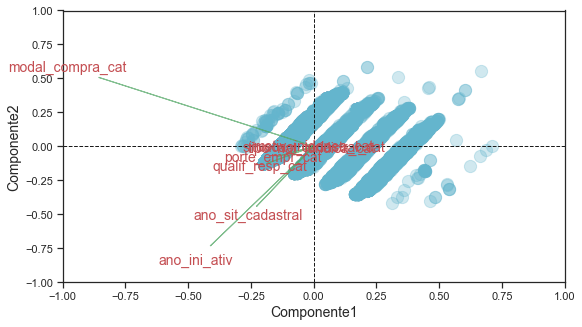 1.00
0.75
0.50
0.25
0.00
−0.25
−0.50
−0.75
−1.00
Componente2
modal_compra_cat
porte_empr_cat
qualif_resp_cat
ano_sit_cadastral
ano_ini_ativ
−1.00 −0.75 −0.50 −0.25 0.00 0.25 0.50 0.75 1.00
Componente1